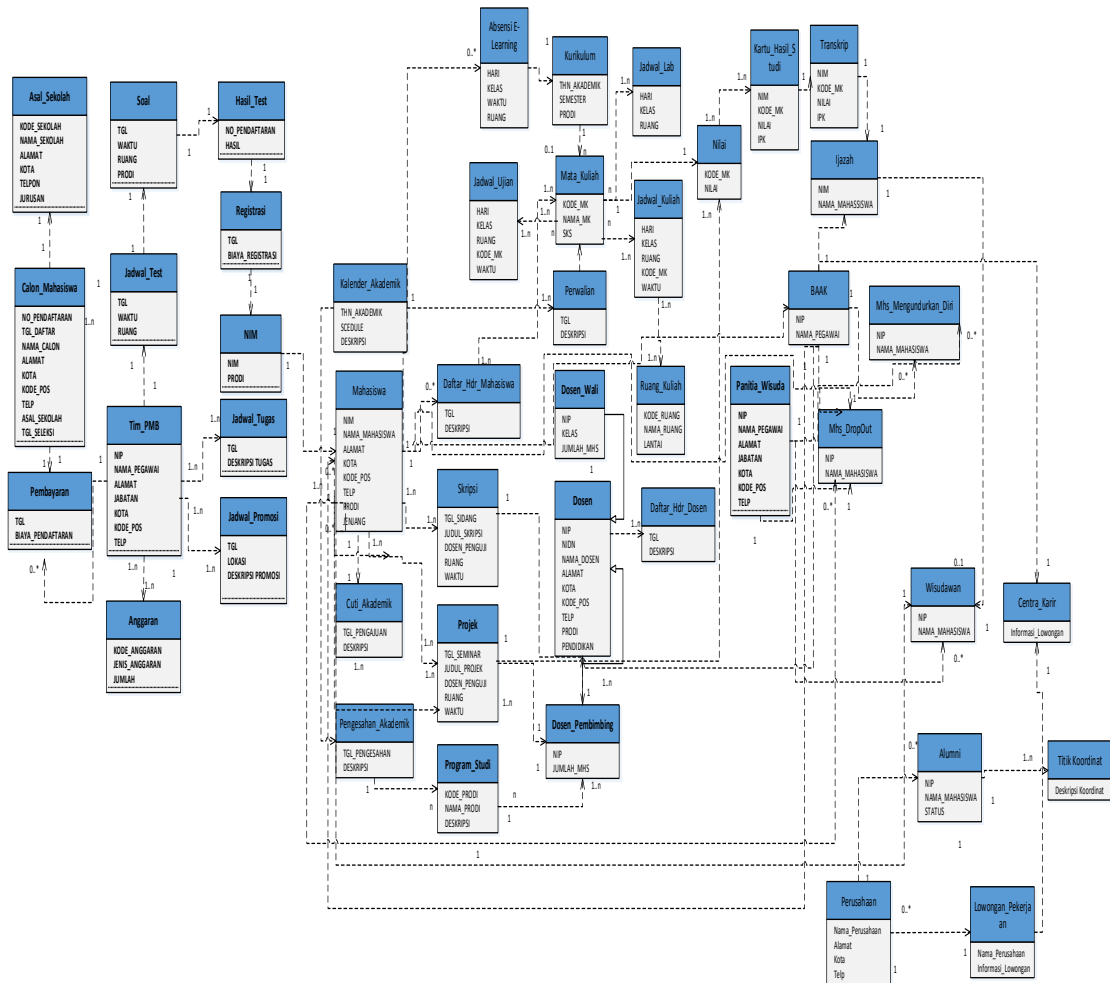 Asal_Sekolah
KODE_SEKOLAH
NAMA_SEKOLAH
ALAMAT
KOTA
TELPON
JURUSAN
Soal
TGL
WAKTU
RUANG
PRODI
Hasil_Test
NO_PENDAFTARAN
HASIL
Registrasi
TGL
BIAYA_REGISTRASI
Calon_Mahasiswa
NO_PENDAFTARAN
TGL_DAFTAR
NAMA_CALON
ALAMAT
KOTA
KODE_POS
TELP
ASAL_SEKOLAH
TGL_SELEKSI
Jadwal_Test
TGL
WAKTU
RUANG
NIM
NIM
PRODI
Tim_PMB
NIP
NAMA_PEGAWAI
ALAMAT
JABATAN
KOTA
KODE_POS
TELP
Jadwal_Tugas
TGL
DESKRIPSI TUGAS
Pembayaran
TGL
BIAYA_PENDAFTARAN
Jadwal_Promosi
TGL
LOKASI
DESKRIPSI PROMOSI
Anggaran
KODE_ANGGARAN
JENIS_ANGGARAN
JUMLAH
Absensi E-
Learning
HARI
KELAS
WAKTU
RUANG
Kurikulum
THN_AKADEMIK
SEMESTER
PRODI
Jadwal_Lab
HARI
KELAS
RUANG
Kartu_Hasil_S
tudi
NIM
KODE_MK
NILAI
IPK
Transkrip
NIM
KODE_MK
NILAI
IPK
Nilai
KODE_MK
NILAI
Ijazah
NIM
NAMA_MAHASSISWA
Jadwal_Ujian
HARI
KELAS
RUANG
KODE_MK
WAKTU
Mata_Kuliah
KODE_MK
NAMA_MK
SKS
Jadwal_Kuliah
HARI
KELAS
RUANG
KODE_MK
WAKTU
Kalender_Akademik
THN_AKADEMIK
SCEDULE
DESKRIPSI
Perwalian
TGL
DESKRIPSI
BAAK
NIP
NAMA_PEGAWAI
Mhs_Mengundurkan_Diri
NIP
NAMA_MAHASISWA
Mahasiswa
NIM
NAMA_MAHASISWA
ALAMAT
KOTA
KODE_POS
TELP
PRODI
JENJANG
Daftar_Hdr_Mahasiswa
TGL
DESKRIPSI
Dosen_Wali
NIP
KELAS
JUMLAH_MHS
Ruang_Kuliah
KODE_RUANG
NAMA_RUANG
LANTAI
Panitia_Wisuda
NIP
NAMA_PEGAWAI
ALAMAT
JABATAN
KOTA
KODE_POS
TELP
Mhs_DropOut
NIP
NAMA_MAHASISWA
Skripsi
TGL_SIDANG
JUDUL_SKRIPSI
DOSEN_PENGUJI
RUANG
WAKTU
Dosen
NIP
NIDN
NAMA_DOSEN
ALAMAT
KOTA
KODE_POS
TELP
PRODI
PENDIDIKAN
Daftar_Hdr_Dosen
TGL
DESKRIPSI
Cuti_Akademik
TGL_PENGAJUAN
DESKRIPSI
Projek
TGL_SEMINAR
JUDUL_PROJEK
DOSEN_PENGUJI
RUANG
WAKTU
Wisudawan
NIP
NAMA_MAHASISWA
Centra_Karir
Informasi_Lowongan
Pengesahan_Akademik
TGL_PENGESAHAN
DESKRIPSI
Dosen_Pembimbing
NIP
JUMLAH_MHS
Program_Studi
KODE_PRODI
NAMA_PRODI
DESKRIPSI
Alumni
NIP
NAMA_MAHASISWA
STATUS
Titik Koordinat
Deskripsi Koordinat
Perusahaan
Nama_Perusahaan
Alamat
Kota
Telp
Lowongan_Pekerja
an
Nama_Perusahaan
Informasi_Lowongan